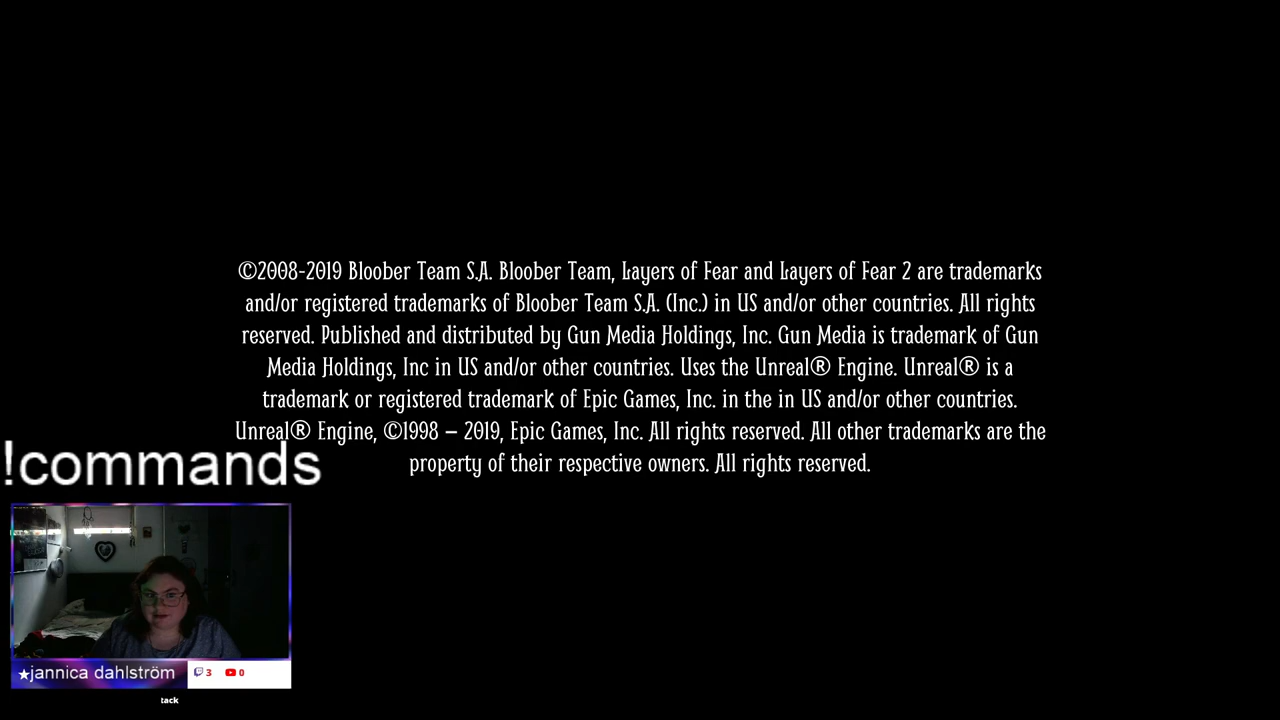 ©2008-2019 Bloober Team S.A. Bloober Team, Layers of Fear and Layers of Fear 2 are trademarks
and/or registered trademarks of Bloober Team S.A. (Inc.) in US and/or other countries. All rights
reserved. Published and distributed by Gun Media Holdings, Inc. Gun Media is trademark of Gun
Media Holdings, Inc in US and/or other countries. Uses the Unreal® Engine. Unreal® is a
trademark or registered trademark of Epic Games, Inc. in the in US and/or other countries.
Unreal® Engine, ©1998 – 2019, Epic Games, Inc. All rights reserved. All other trademarks are the
property of their respective owners. All rights reserved.
!commands
★jannica dahlström
3
0
tack